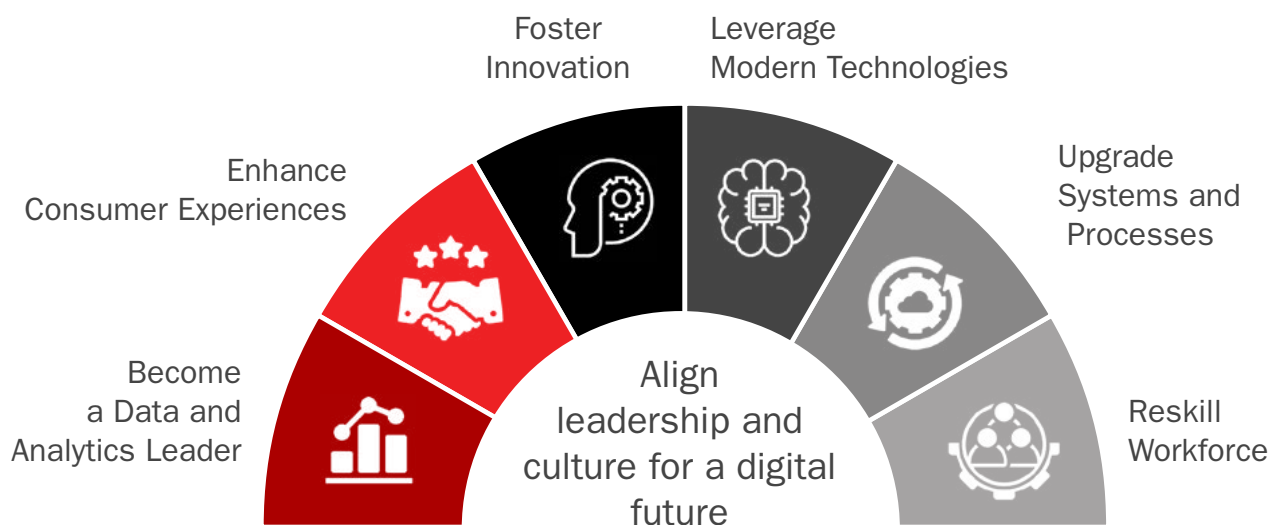 Foster
Innovation
Leverage
Modern Technologies
Enhance
Consumer Experiences
Upgrade
Systems and
Processes
Become
a Data and
Analytics Leader
Align
leadership and
culture for a digital
future
Reskill
Workforce